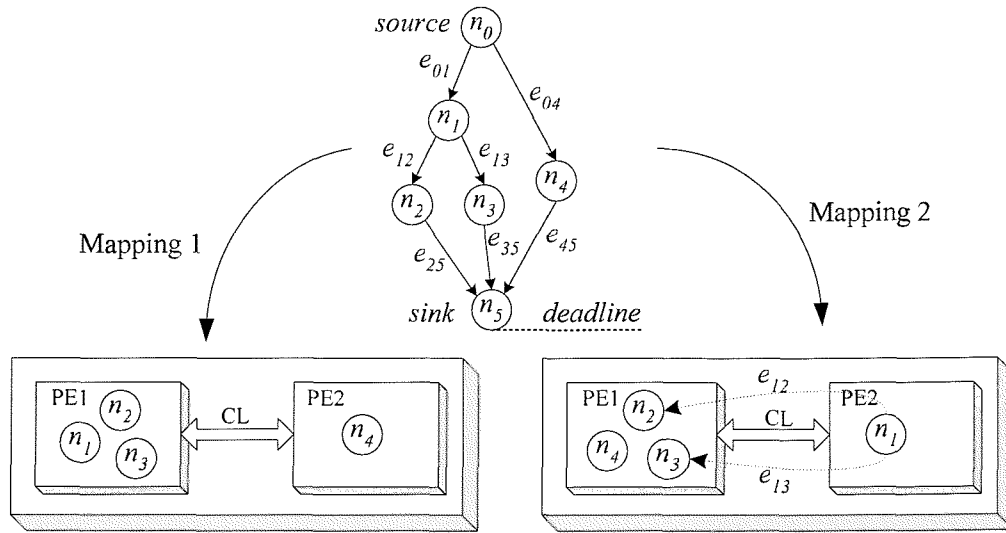 source n₀
e₀₁
e₀₄
n₁
e₁₂ e₁₃
n₄
n₂ n₃
Mapping 1
Mapping 2
e₂₅ e₃₅ e₄₅
sink n₅ deadline
PE1
n₂
n₁
n₃
CL
PE2
n₄
PE1
n₂
n₄
n₃
e₁₂
CL
e₁₃
PE2
n₁